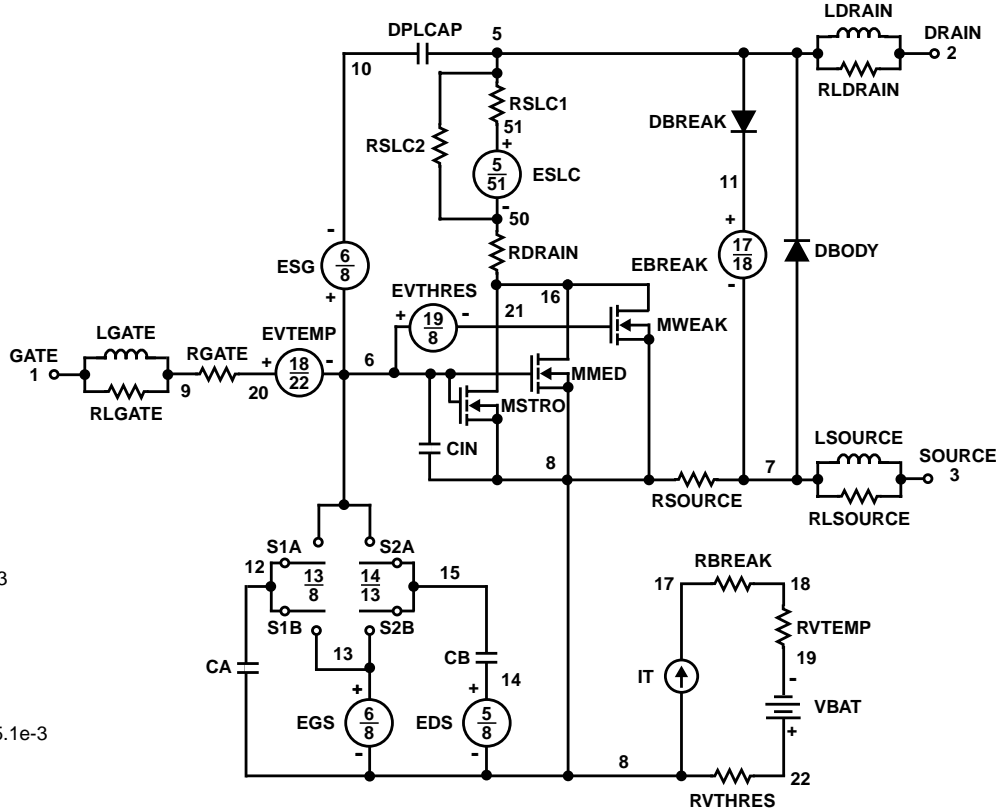 LDRAIN
DPLCAP 5 DRAIN
10 2
RLDRAIN
RSLC1
DBREAK
51
+
RSLC2
5
51 ESLC
11
-
50
-
+
RDRAIN
17
18
6
8
EBREAK DBODY
ESG
EVTHRES
-
16
+
+ 19 - 21
8
MWEAK
LGATE EVTEMP
GATE RGATE + 18 - 6
1 22 MMED
9 20
RLGATE
MSTRO
CIN LSOURCE
8 7 SOURCE
3
RSOURCE
RLSOURCE
S1A S2A
12 RBREAK
13 14 15
8 13 17 18
3
S1B S2B RVTEMP
13 CB 19
CA
14 IT -
+ + VBAT
EGS 6 EDS 5
8 8 +
5.1e-3
- -
8 22
RVTHRES